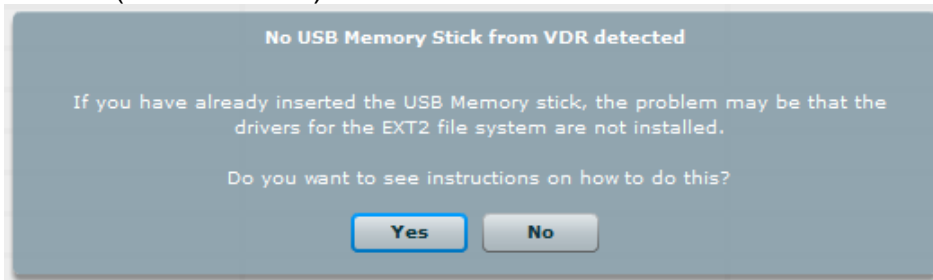 No USB Memory Stick from VDR detected
If you have already inserted the USB Memory stick, the problem may be that the
drivers for the EXT2 file system are not installed.
Do you want to see instructions on how to do this?
Yes No